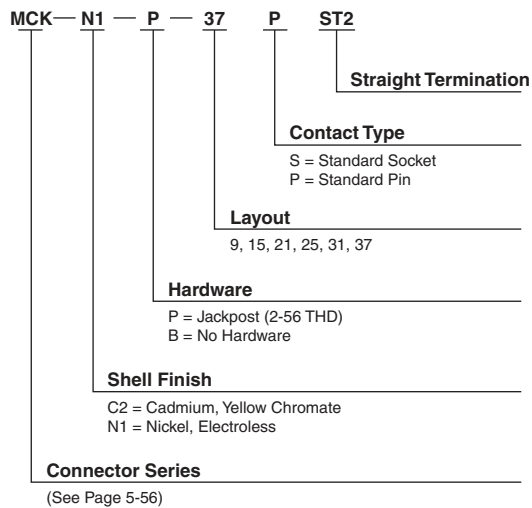 MCK — N1 — P — 37 P ST2
Straight Termination
Contact Type
S = Standard Socket
P = Standard Pin
Layout
9, 15, 21, 25, 31, 37
Hardware
P = Jackpost (2-56 THD)
B = No Hardware
Shell Finish
C2 = Cadmium, Yellow Chromate
N1 = Nickel, Electroless
Connector Series
(See Page 5-56)